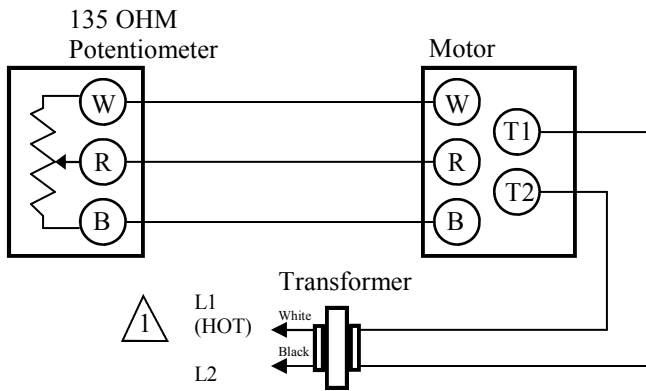 135 OHM
Potentiometer
Motor
W
W
T1
R
R
T2
B
B
Transformer
1
L1
(HOT)
White
Black
L2